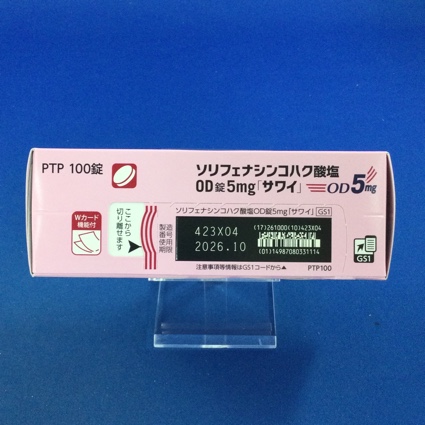 PTP 100錠
ソリフェナシンコハク酸塩
OD錠5mg「サワイ」
OD5mg
Wカード
機能付
ここから
切り離せます
ソリフェナシンコハク酸塩OD錠5mg「サワイ」 GS1
製造番号 423X04
使用期限 2026.10
(17)261000(10)423X04
(01)14987080331114
注意事項等情報はGS1コードから▲
PTP100
GS1